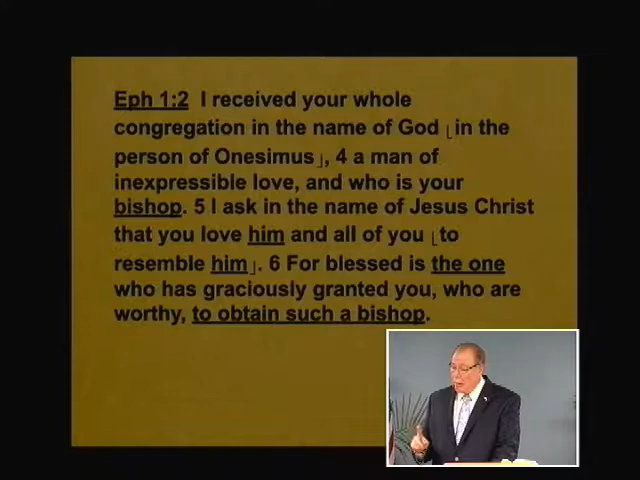 Eph 1:2 I received your whole
congregation in the name of God ⌊in the
person of Onesimus⌋, 4 a man of
inexpressible love, and who is your
bishop. 5 I ask in the name of Jesus Christ
that you love him and all of you ⌊to
resemble him⌋. 6 For blessed is the one
who has graciously granted you, who are
worthy, to obtain such a bishop.